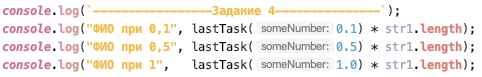 console.log(`—————————————————Задание 4———————————————`);
console.log("ФИО при 0,1", lastTask( someNumber: 0.1) * str1.length);
console.log("ФИО при 0,5", lastTask( someNumber: 0.5) * str1.length);
console.log("ФИО при 1",   lastTask( someNumber: 1.0) * str1.length);